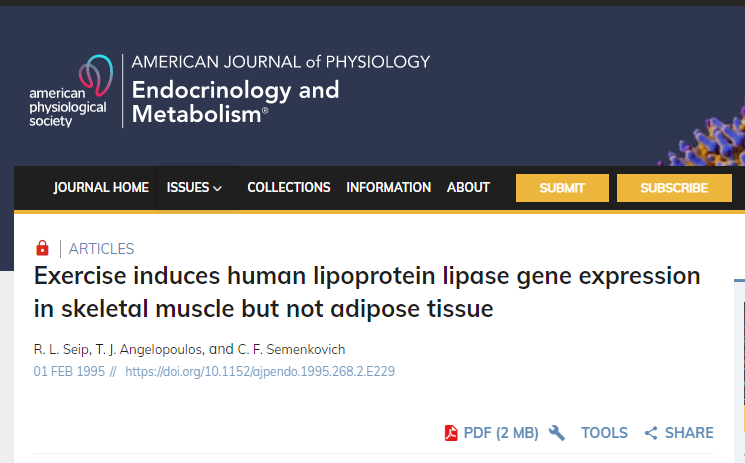 AMERICAN JOURNAL of PHYSIOLOGY
Endocrinology and
Metabolism®
american
physiological
society
JOURNAL HOME ISSUES COLLECTIONS INFORMATION ABOUT SUBMIT SUBSCRIBE
ARTICLES
Exercise induces human lipoprotein lipase gene expression
in skeletal muscle but not adipose tissue
R. L. Seip, T. J. Angelopoulos, and C. F. Semenkovich
01 FEB 1995 // https://doi.org/10.1152/ajpendo.1995.268.2.E229
PDF (2 MB) TOOLS SHARE